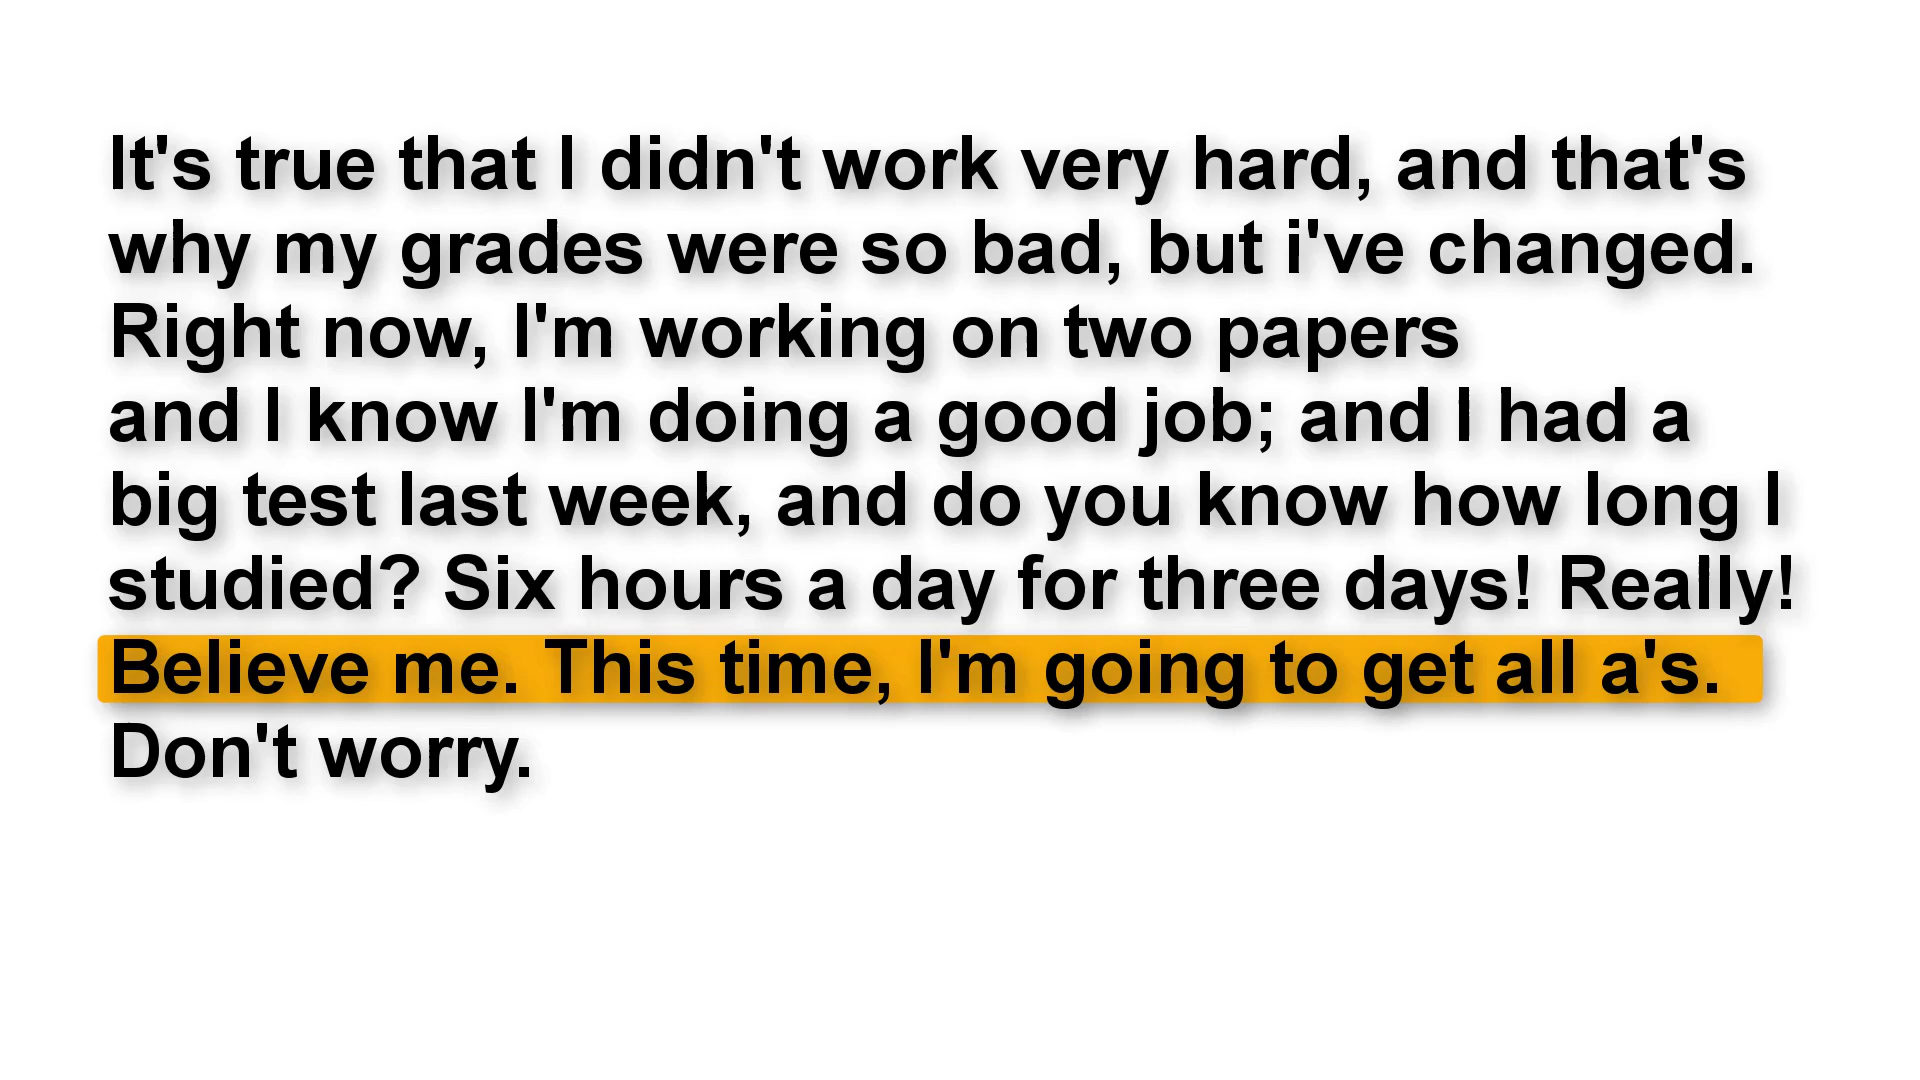 It's true that I didn't work very hard, and that's
why my grades were so bad, but i've changed.
Right now, I'm working on two papers
and I know I'm doing a good job; and I had a
big test last week, and do you know how long I
studied? Six hours a day for three days! Really!
Believe me. This time, I'm going to get all a's.
Don't worry.